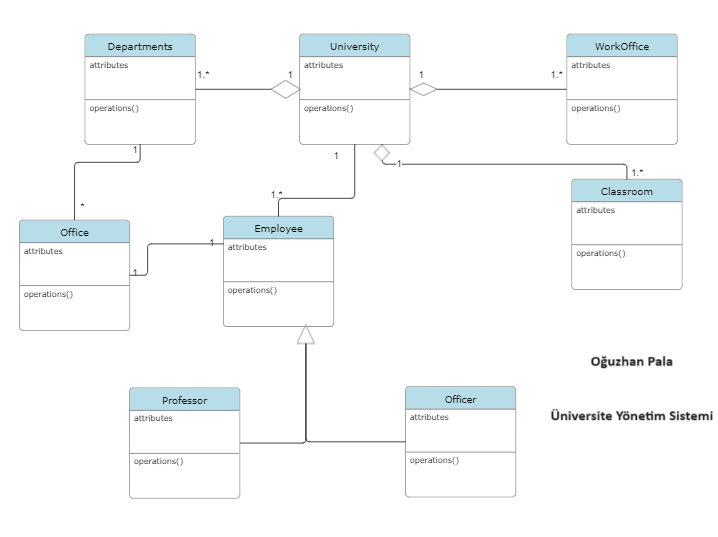 Departments
attributes
operations()
1.*
1
University
attributes
operations()
1
1.*
WorkOffice
attributes
operations()
1
*
1
1.*
1
1.*
Classroom
attributes
operations()
Office
attributes
operations()
1
1
Employee
attributes
operations()
Oğuzhan Pala
Üniversite Yönetim Sistemi
Professor
attributes
operations()
Officer
attributes
operations()